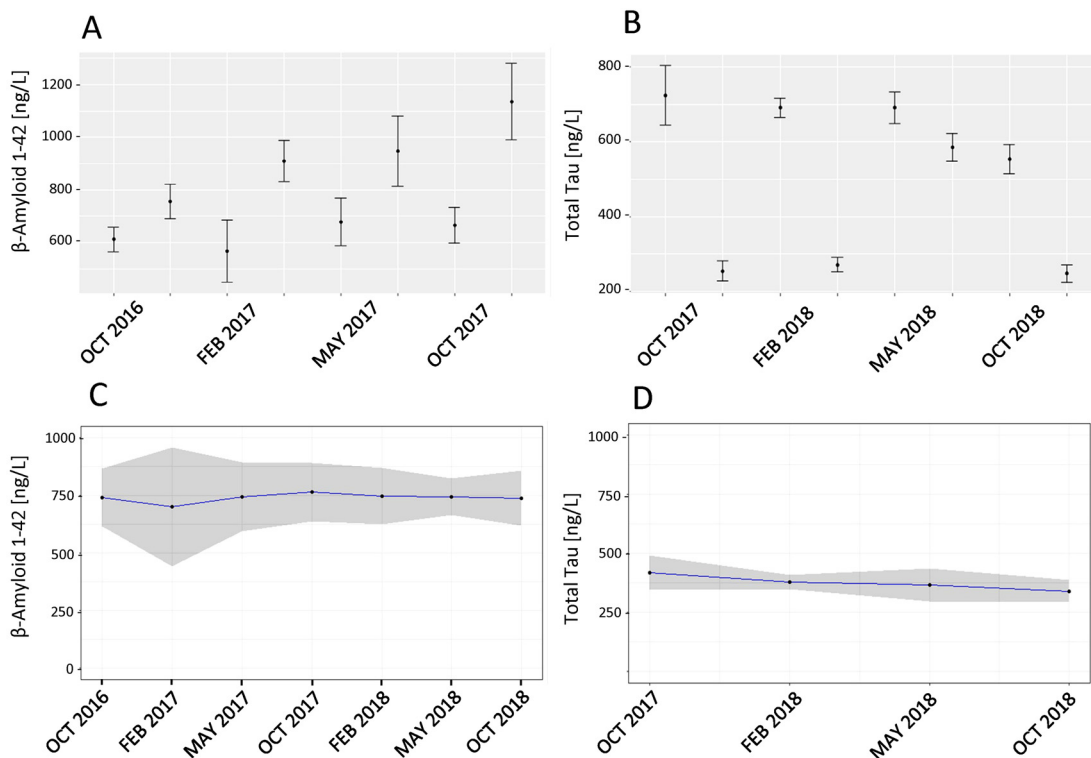 A
β-Amyloid 1-42 [ng/L]
1200
1000
800
600
OCT 2016
FEB 2017
MAY 2017
OCT 2017
B
Total Tau [ng/L]
800
600
400
200
OCT 2017
FEB 2018
MAY 2018
OCT 2018
C
β-Amyloid 1-42 [ng/L]
1000
750
500
250
0
OCT 2016
FEB 2017
MAY 2017
OCT 2017
FEB 2018
MAY 2018
OCT 2018
D
Total Tau [ng/L]
1000
750
500
250
OCT 2017
FEB 2018
MAY 2018
OCT 2018